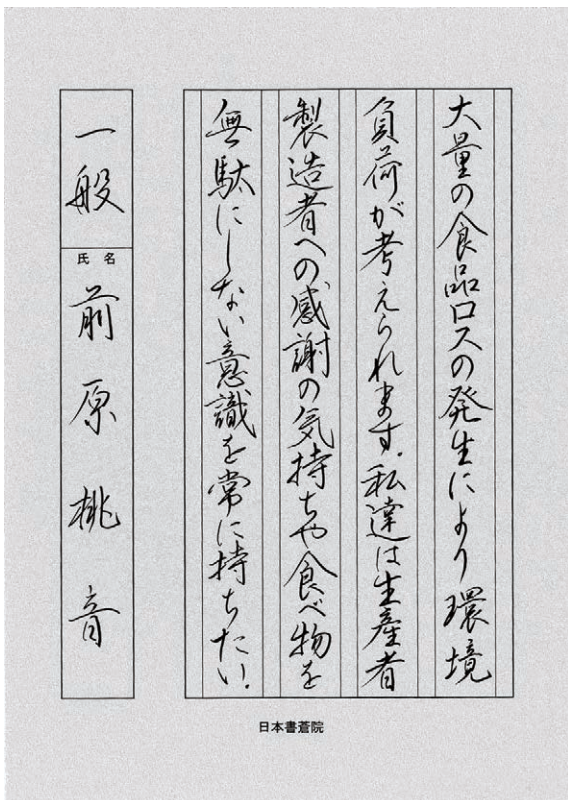 大量の食品ロスの発生により環境
負荷が考えられます。私達は生産者
製造者への感謝の気持ちや食べ物を
無駄にしない意識を常に持ちたい。
一般
氏名
前原桃音
日本書蒼院